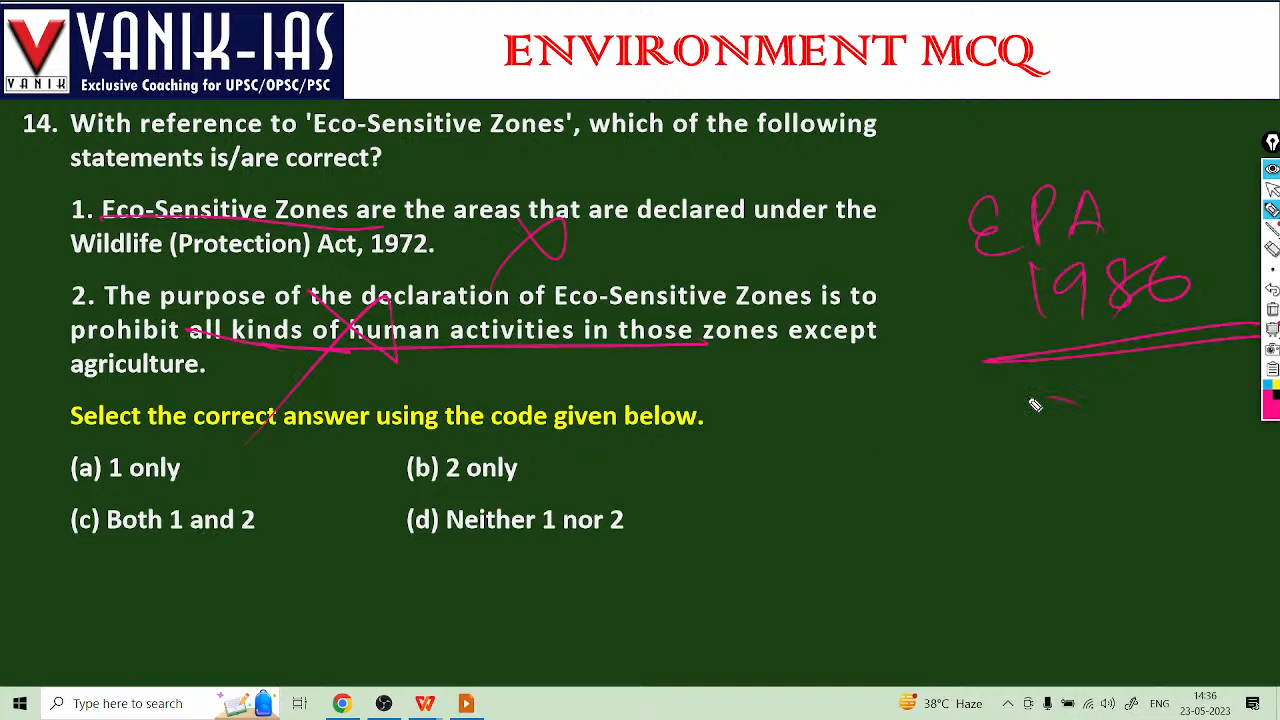 VANIK-IAS
VANIK
Exclusive Coaching for UPSC/OPSC/PSC
ENVIRONMENT MCQ
14. With reference to 'Eco-Sensitive Zones', which of the following
statements is/are correct?
1. Eco-Sensitive Zones are the areas that are declared under the
Wildlife (Protection) Act, 1972.
2. The purpose of the declaration of Eco-Sensitive Zones is to
prohibit all kinds of human activities in those zones except
agriculture.
Select the correct answer using the code given below.
(a) 1 only
(b) 2 only
(c) Both 1 and 2
(d) Neither 1 nor 2
EPA
1986
Type here to search
38°C Haze
ENG
14:36
23-05-2023